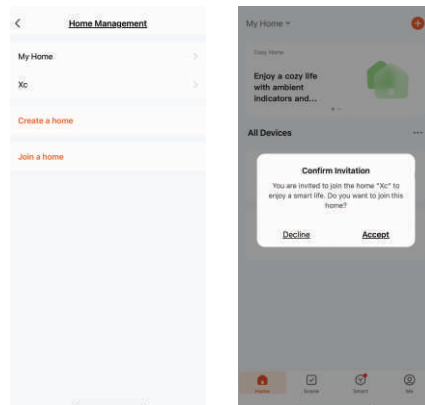 Home Management
My Home
Xc
Create a home
Join a home
My Home
Cozy Home
Enjoy a cozy life
with ambient
indicators and...
All Devices
Confirm Invitation
You are invited to join the home "Xc" to
enjoy a smart life. Do you want to join this
home?
Decline
Accept
Home
Scene
Smart
Me